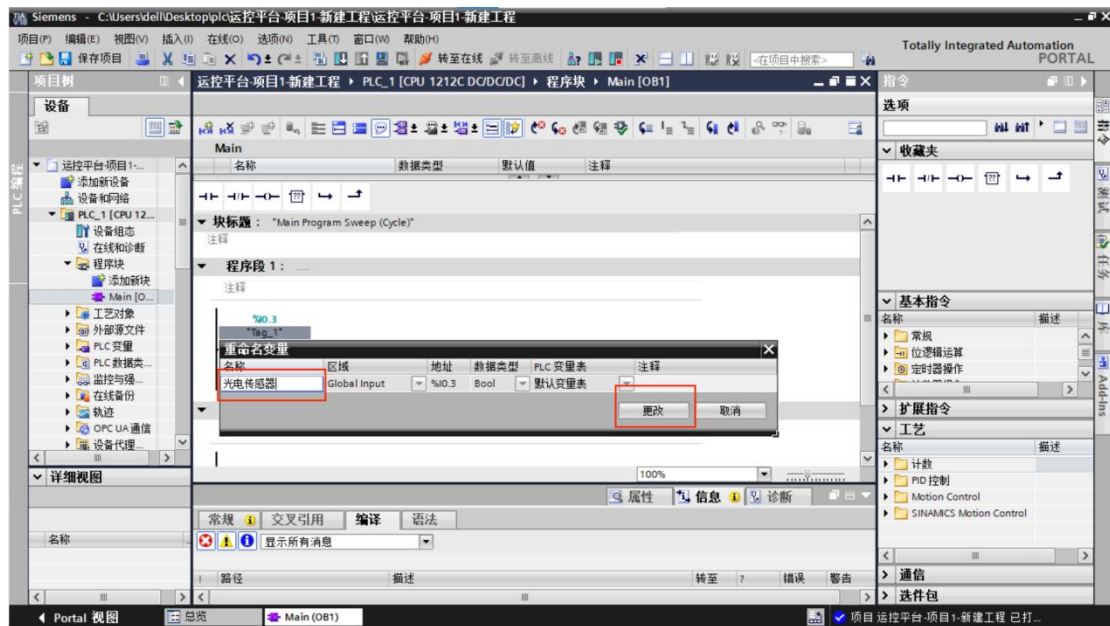 Siemens - C:\Users\dell\Desktop\plc\运控平台-项目1-新建工程\运控平台-项目1-新建工程
项目(P) 编辑(E) 视图(V) 插入(I) 在线(O) 选项(N) 工具(T) 窗口(W) 帮助(H)
Totally Integrated Automation
PORTAL
保存项目 转至在线 转至离线 <在项目中搜索>
项目树
设备
PLC 编程
运控平台-项目1-...
添加新设备
设备和网络
PLC_1 [CPU 12...
设备组态
在线和诊断
程序块
添加新块
Main [O...
工艺对象
外部源文件
PLC 变量
PLC 数据类...
监控与强...
在线备份
轨迹
OPC UA 通信
设备代理...
详细视图
名称
运控平台-项目1-新建工程 ▸ PLC_1 [CPU 1212C DC/DC/DC] ▸ 程序块 ▸ Main [OB1]
Main
名称 数据类型 默认值 注释
块标题： "Main Program Sweep (Cycle)"
注释
程序段 1： .....
注释
%I0.3
"Tag_1"
重命名变量
名称 区域 地址 数据类型 PLC 变量表 注释
光电传感器 Global Input %I0.3 Bool 默认变量表
更改 取消
100%
属性 信息 诊断
常规 交叉引用 编译 语法
显示所有消息
! 路径 描述 转至 ? 错误 警告
指令
选项
收藏夹
基本指令
名称 描述
常规
位逻辑运算
定时器操作
扩展指令
工艺
名称 描述
计数
PID 控制
Motion Control
SINAMICS Motion Control
通信
选件包
指令
测试
任务
库
Add-Ins
Portal 视图 总览 Main (OB1) 项目 运控平台-项目1-新建工程 已打...